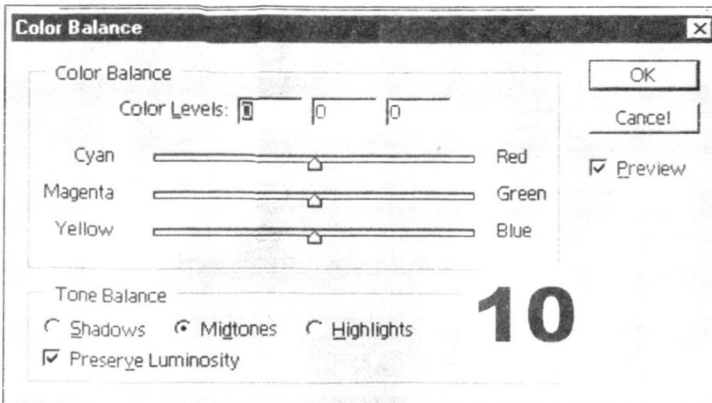 Color Balance
Color Balance
Color Levels: 0 0 0
Cyan Red
Magenta Green
Yellow Blue
OK
Cancel
Preview
Tone Balance
Shadows Midtones Highlights
Preserve Luminosity
10